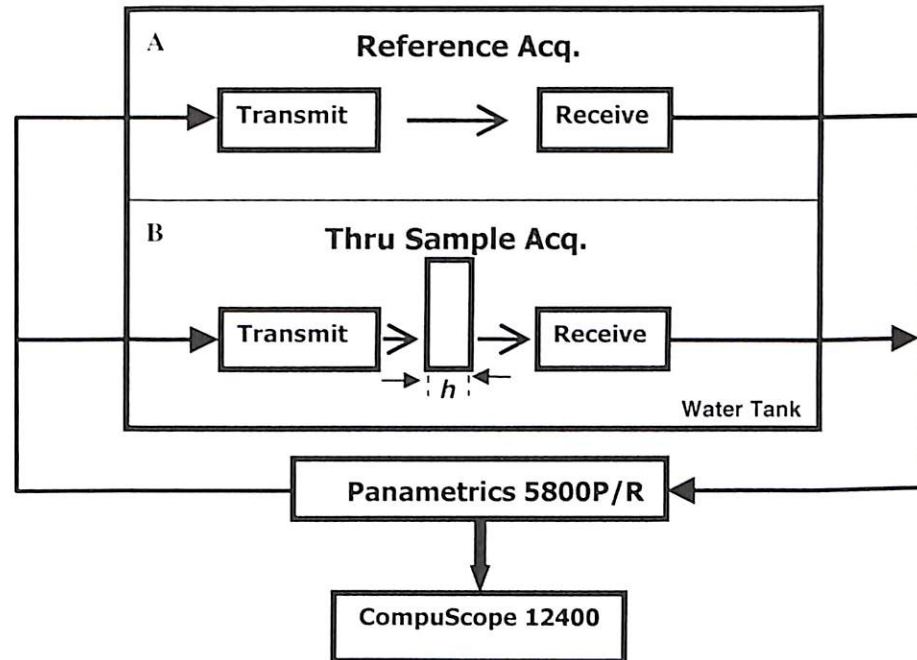 A
Reference Acq.
Transmit
Receive
B
Thru Sample Acq.
Transmit
Receive
h
Water Tank
Panametrics 5800P/R
CompuScope 12400